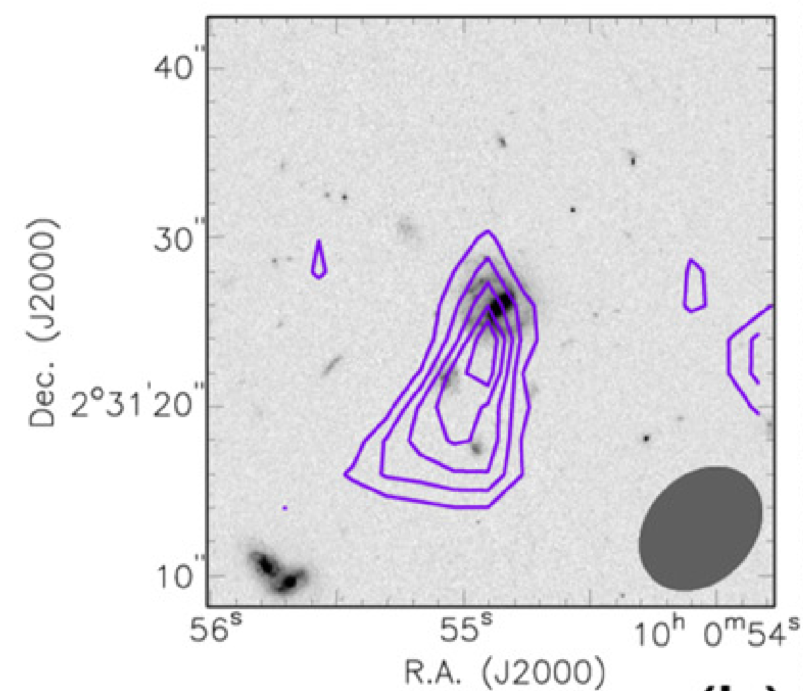 40"
30"
Dec. (J2000)
2°31'20"
10"
56ˢ 55ˢ 10ʰ 0ᵐ54ˢ
R.A. (J2000)